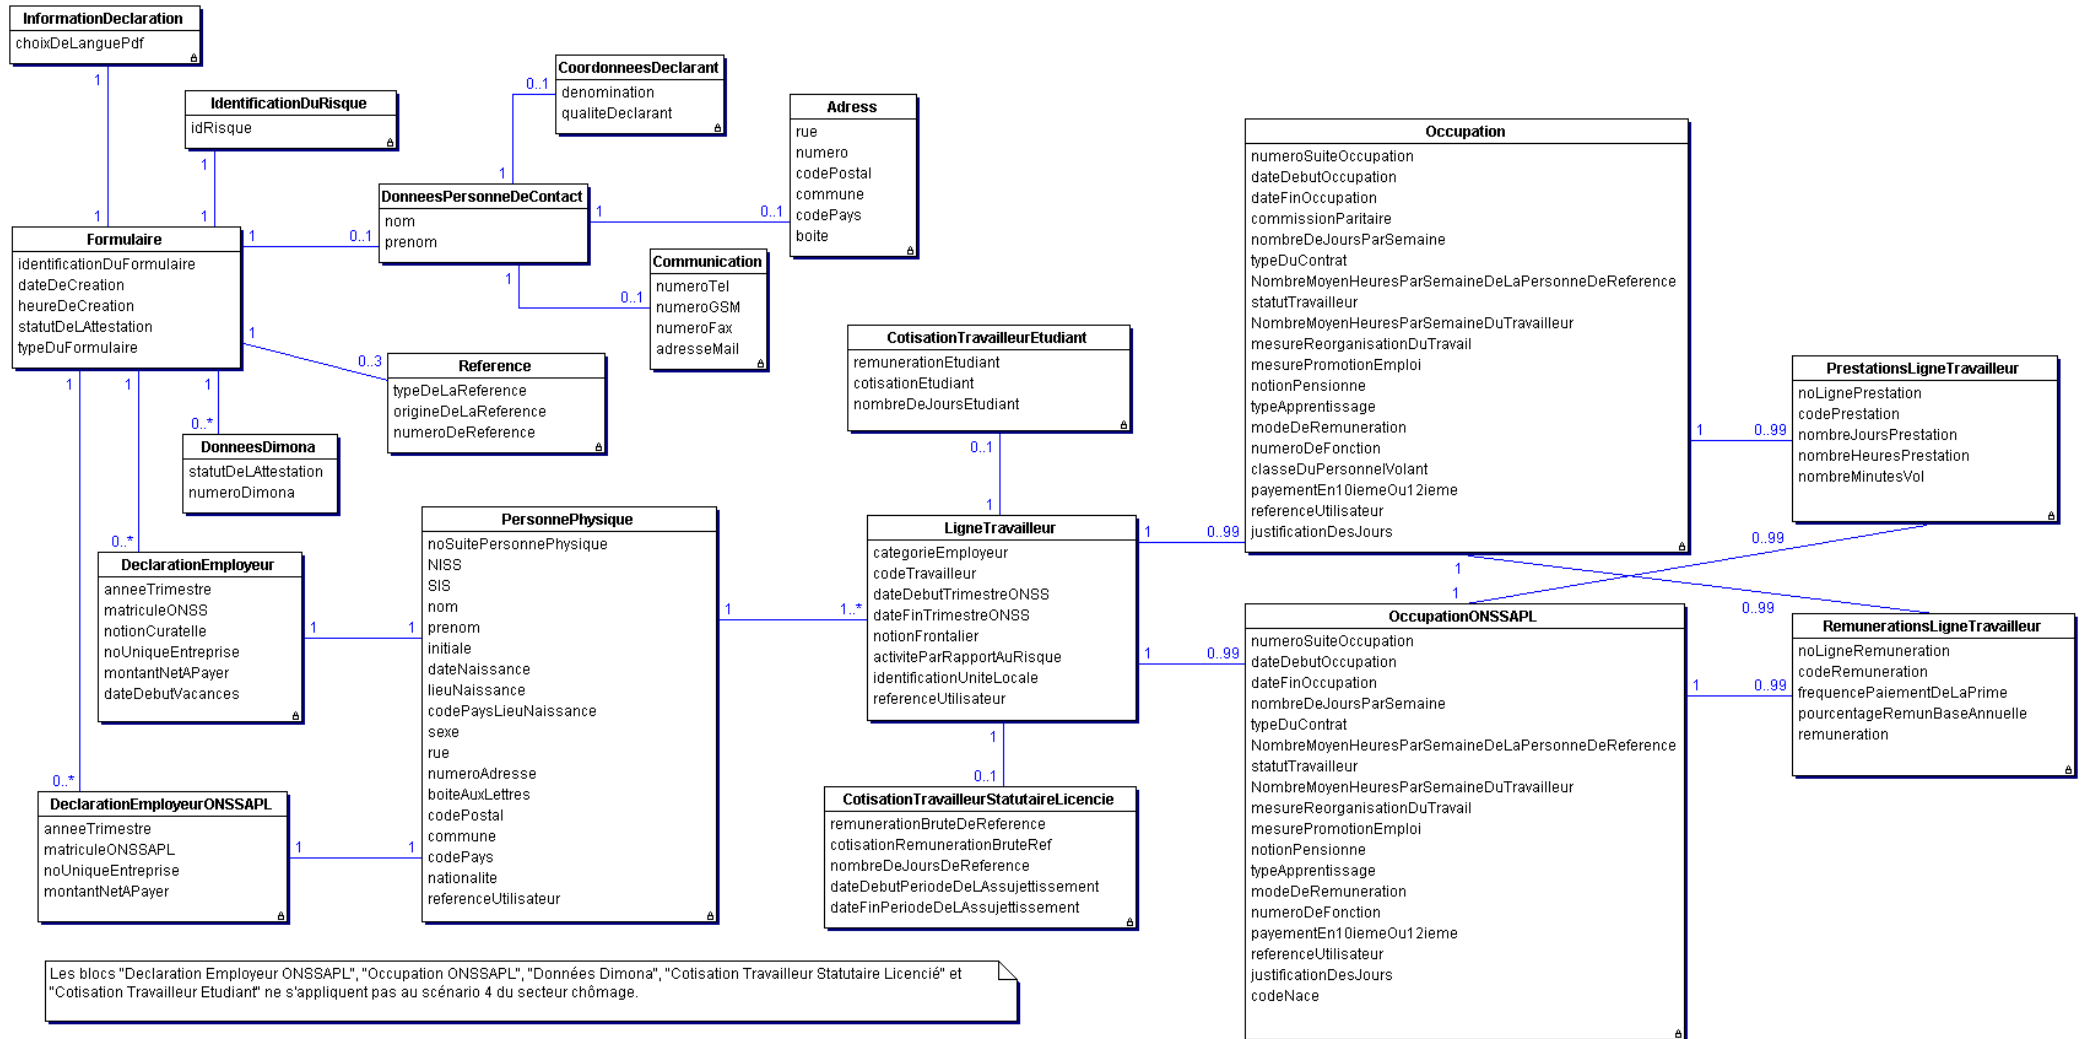 InformationDeclaration
choixDeLanguePdf
1
1
IdentificationDuRisque
idRisque
1
1
CoordonneesDeclarant
denomination
qualiteDeclarant
0..1
1
Adress
rue
numero
codePostal
commune
codePays
boite
1
0..1
DonneesPersonneDeContact
nom
prenom
1
0..1
Communication
numeroTel
numeroGSM
numeroFax
adresseMail
1
0..1
Formulaire
identificationDuFormulaire
dateDeCreation
heureDeCreation
statutDeLAttestation
typeDuFormulaire
1
0..3
Reference
typeDeLaReference
origineDeLaReference
numeroDeReference
1
1
1
0..*
DonneesDimona
statutDeLAttestation
numeroDimona
0..*
DeclarationEmployeur
anneeTrimestre
matriculeONSS
notionCuratelle
noUniqueEntreprise
montantNetAPayer
dateDebutVacances
1
1
0..*
DeclarationEmployeurONSSAPL
anneeTrimestre
matriculeONSSAPL
noUniqueEntreprise
montantNetAPayer
1
1
PersonnePhysique
noSuitePersonnePhysique
NISS
SIS
nom
prenom
initiale
dateNaissance
lieuNaissance
codePaysLieuNaissance
sexe
rue
numeroAdresse
boiteAuxLettres
codePostal
commune
codePays
nationalite
referenceUtilisateur
1
1..*
CotisationTravailleurEtudiant
remunerationEtudiant
cotisationEtudiant
nombreDeJoursEtudiant
0..1
1
LigneTravailleur
categorieEmployeur
codeTravailleur
dateDebutTrimestreONSS
dateFinTrimestreONSS
notionFrontalier
activiteParRapportAuRisque
identificationUniteLocale
referenceUtilisateur
1
0..99
1
0..99
1
0..1
CotisationTravailleurStatutaireLicencie
remunerationBruteDeReference
cotisationRemunerationBruteRef
nombreDeJoursDeReference
dateDebutPeriodeDeLAssujettissement
dateFinPeriodeDeLAssujettissement
Occupation
numeroSuiteOccupation
dateDebutOccupation
dateFinOccupation
commissionParitaire
nombreDeJoursParSemaine
typeDuContrat
NombreMoyenHeuresParSemaineDeLaPersonneDeReference
statutTravailleur
NombreMoyenHeuresParSemaineDuTravailleur
mesureReorganisationDuTravail
mesurePromotionEmploi
notionPensionne
typeApprentissage
modeDeRemuneration
numeroDeFonction
classeDuPersonnelVolant
payementEn10iemeOu12ieme
referenceUtilisateur
justificationDesJours
1
0..99
PrestationsLigneTravailleur
noLignePrestation
codePrestation
nombreJoursPrestation
nombreHeuresPrestation
nombreMinutesVol
0..99
1
1
0..99
OccupationONSSAPL
numeroSuiteOccupation
dateDebutOccupation
dateFinOccupation
nombreDeJoursParSemaine
typeDuContrat
NombreMoyenHeuresParSemaineDeLaPersonneDeReference
statutTravailleur
NombreMoyenHeuresParSemaineDuTravailleur
mesureReorganisationDuTravail
mesurePromotionEmploi
notionPensionne
typeApprentissage
modeDeRemuneration
numeroDeFonction
payementEn10iemeOu12ieme
referenceUtilisateur
justificationDesJours
codeNace
1
0..99
RemunerationsLigneTravailleur
noLigneRemuneration
codeRemuneration
frequencePaiementDeLaPrime
pourcentageRemunBaseAnnuelle
remuneration
Les blocs "Declaration Employeur ONSSAPL", "Occupation ONSSAPL", "Données Dimona", "Cotisation Travailleur Statutaire Licencié" et
"Cotisation Travailleur Etudiant" ne s'appliquent pas au scénario 4 du secteur chômage.